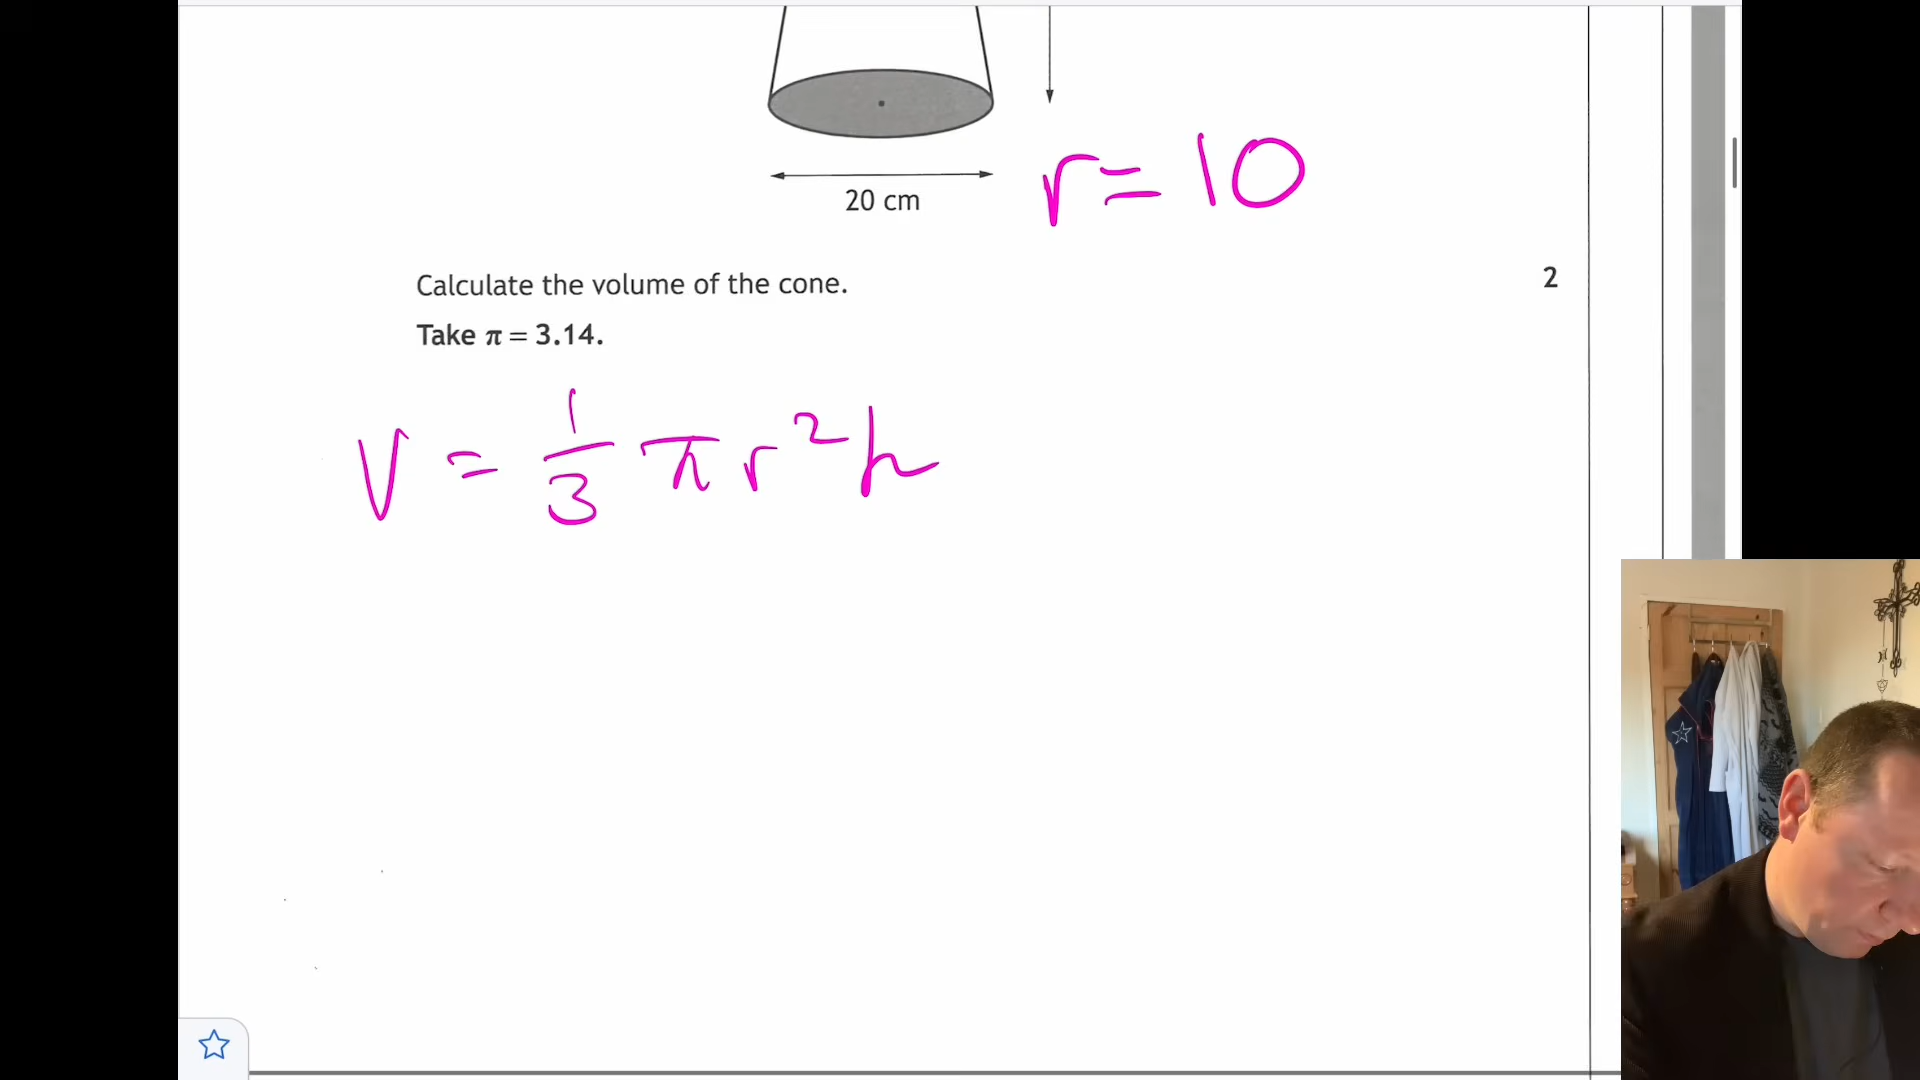 20 cm
r = 10
Calculate the volume of the cone.
2
Take π = 3.14.
V = 1/3 πr²h